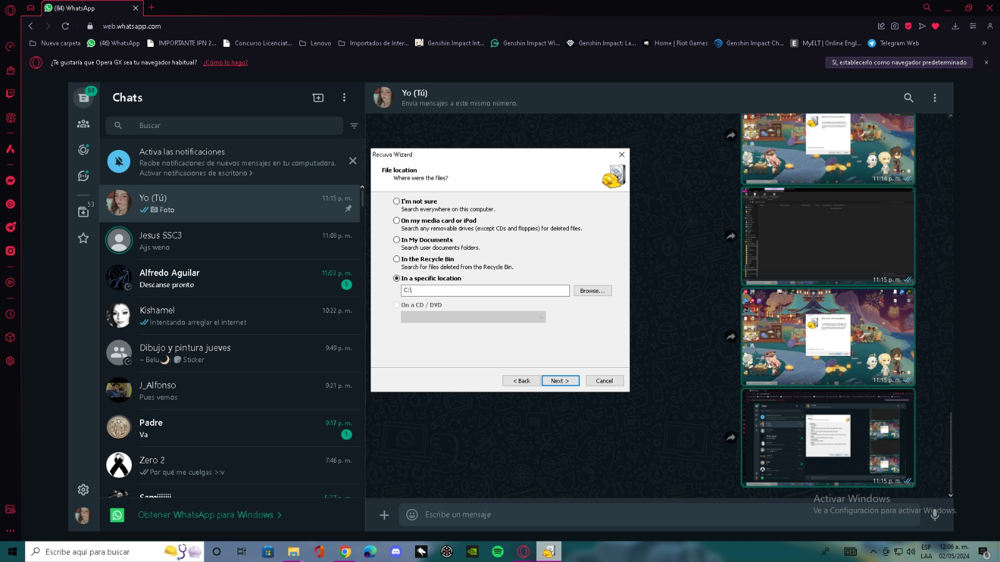 (84) WhatsApp
web.whatsapp.com
Nueva carpeta
(46) WhatsApp
IMPORTANTE IPN 2...
Concurso Licenciat...
Lenovo
Importados de Inter...
Genshin Impact Int...
Genshin Impact Wi...
Genshin Impact: La...
Home | Riot Games
Genshin Impact Ch...
E
MyELT | Online Engl...
Telegram Web
¿Te gustaría que Opera GX sea tu navegador habitual? ¿Cómo lo hago?
Sí, establecerlo como navegador predeterminado
84
Chats
Buscar
Activa las notificaciones
Recibe notificaciones de nuevos mensajes en tu computadora.
Activar notificaciones de escritorio
53
Yo (Tú)
11:15 p. m.
Foto
Jesus SSC3
11:08 p. m.
Ajjs weno
Alfredo Aguilar
11:03 p. m.
Descanse pronto
5
Kishamel
10:22 p. m.
Intentando arreglar el internet
Dibujo y pintura jueves
9:49 p. m.
~ Belu🌙: Sticker
J_Alfonso
9:21 p. m.
Pues vemos
Padre
9:17 p. m.
Va
1
Zero 2
7:46 p. m.
Por qué me cuelgas >:v
Obtener WhatsApp para Windows
Yo (Tú)
Envía mensajes a este mismo número.
Recuva Wizard
File location
Where were the files?
I'm not sure
Search everywhere on this computer.
On my media card or iPod
Search any removable drives (except CDs and floppies) for deleted files.
In My Documents
Search user documents folders.
In the Recycle Bin
Search for files deleted from the Recycle Bin.
In a specific location
C:\
Browse...
On a CD / DVD
< Back
Next >
Cancel
11:14 p. m.
11:15 p. m.
11:15 p. m.
11:15 p. m.
Activar Windows
Ve a Configuración para activar Windows.
Escribe un mensaje
Escribe aquí para buscar
ESP
LAA
12:06 a. m.
02/05/2024
6